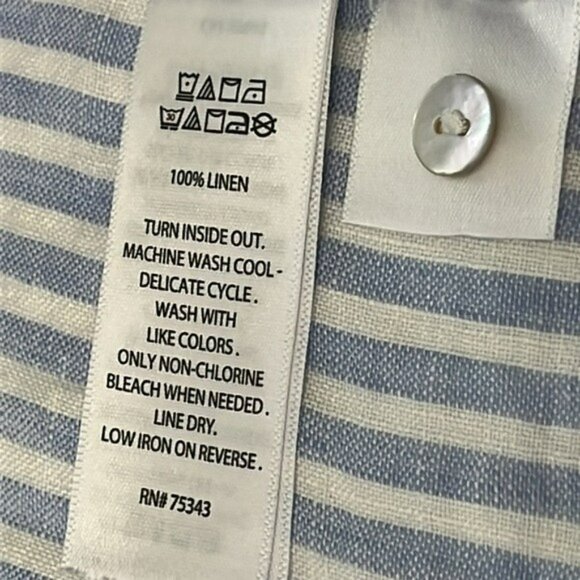 30
100% LINEN
TURN INSIDE OUT.
MACHINE WASH COOL -
DELICATE CYCLE .
WASH WITH
LIKE COLORS .
ONLY NON-CHLORINE
BLEACH WHEN NEEDED .
LINE DRY.
LOW IRON ON REVERSE .
RN# 75343